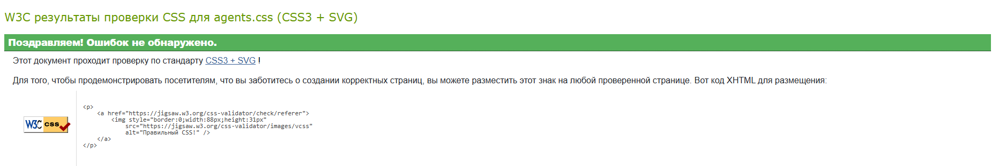 W3C результаты проверки CSS для agents.css (CSS3 + SVG)
Поздравляем! Ошибок не обнаружено.
Этот документ проходит проверку по стандарту CSS3 + SVG !
Для того, чтобы продемонстрировать посетителям, что вы заботитесь о создании корректных страниц, вы можете разместить этот знак на любой проверенной странице. Вот код XHTML для размещения:
<p>
    <a href="https://jigsaw.w3.org/css-validator/check/referer">
        <img style="border:0;width:88px;height:31px"
            src="https://jigsaw.w3.org/css-validator/images/vcss"
            alt="Правильный CSS!" />
    </a>
</p>
W3C css